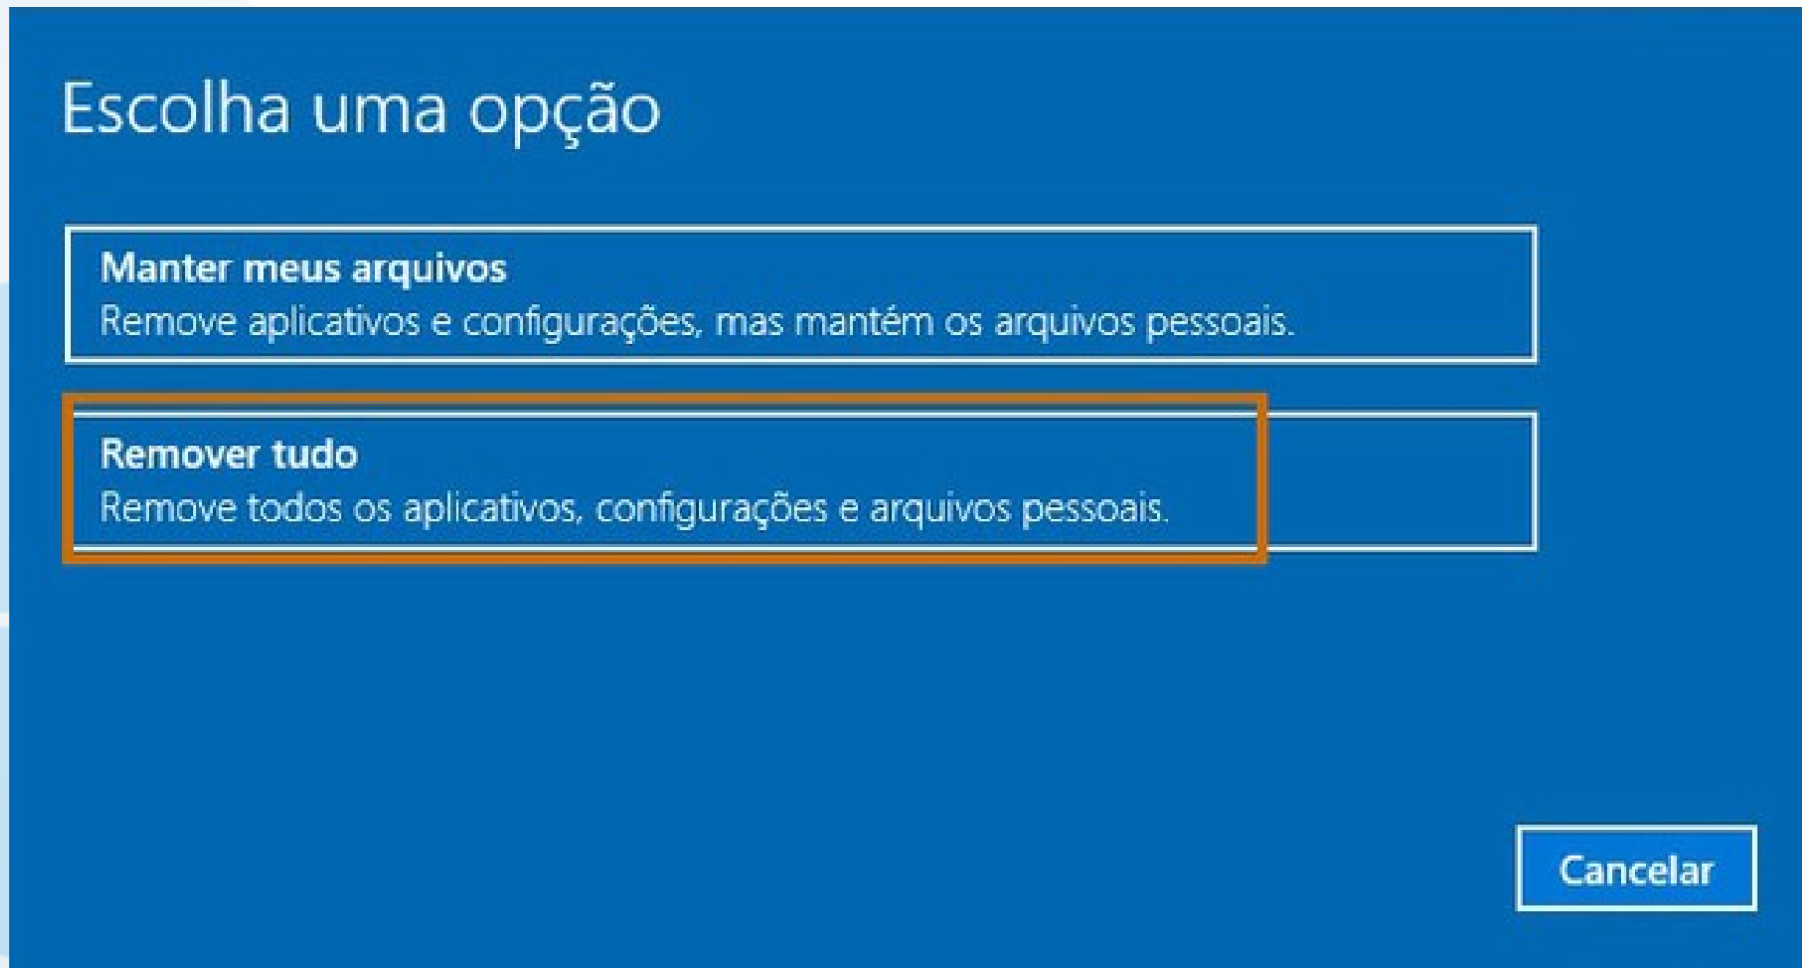 Escolha uma opção
Manter meus arquivos
Remove aplicativos e configurações, mas mantém os arquivos pessoais.
Remover tudo
Remove todos os aplicativos, configurações e arquivos pessoais.
Cancelar